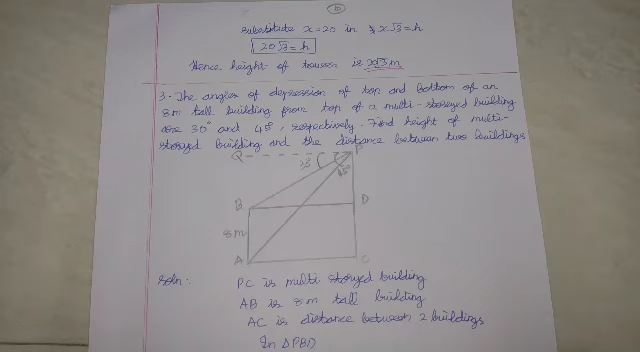 substitute x=20 in x√3=h
20√3=h
Hence height of tower is 20√3 m
3. The angles of depression of top and bottom of an
8m tall building from top of a multi-storeyed building
are 30° and 45°, respectively. Find height of multi-
storyed building and the distance between two buildings
Q P
30°
45°
B D
8m
A C
Soln:
PC is multi storyed building
AB is 8m tall building
AC is distance between 2 buildings
In ΔPBD